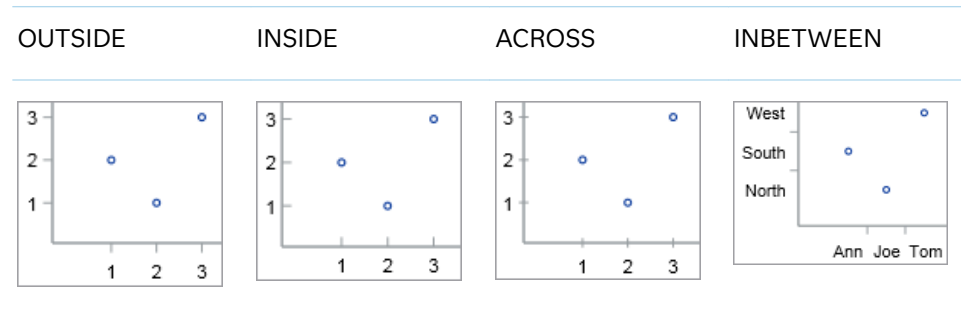 OUTSIDE INSIDE ACROSS INBETWEEN
3 3 3 West
2 2 2 South
1 1 1 North
1 2 3 1 2 3 1 2 3 Ann Joe Tom